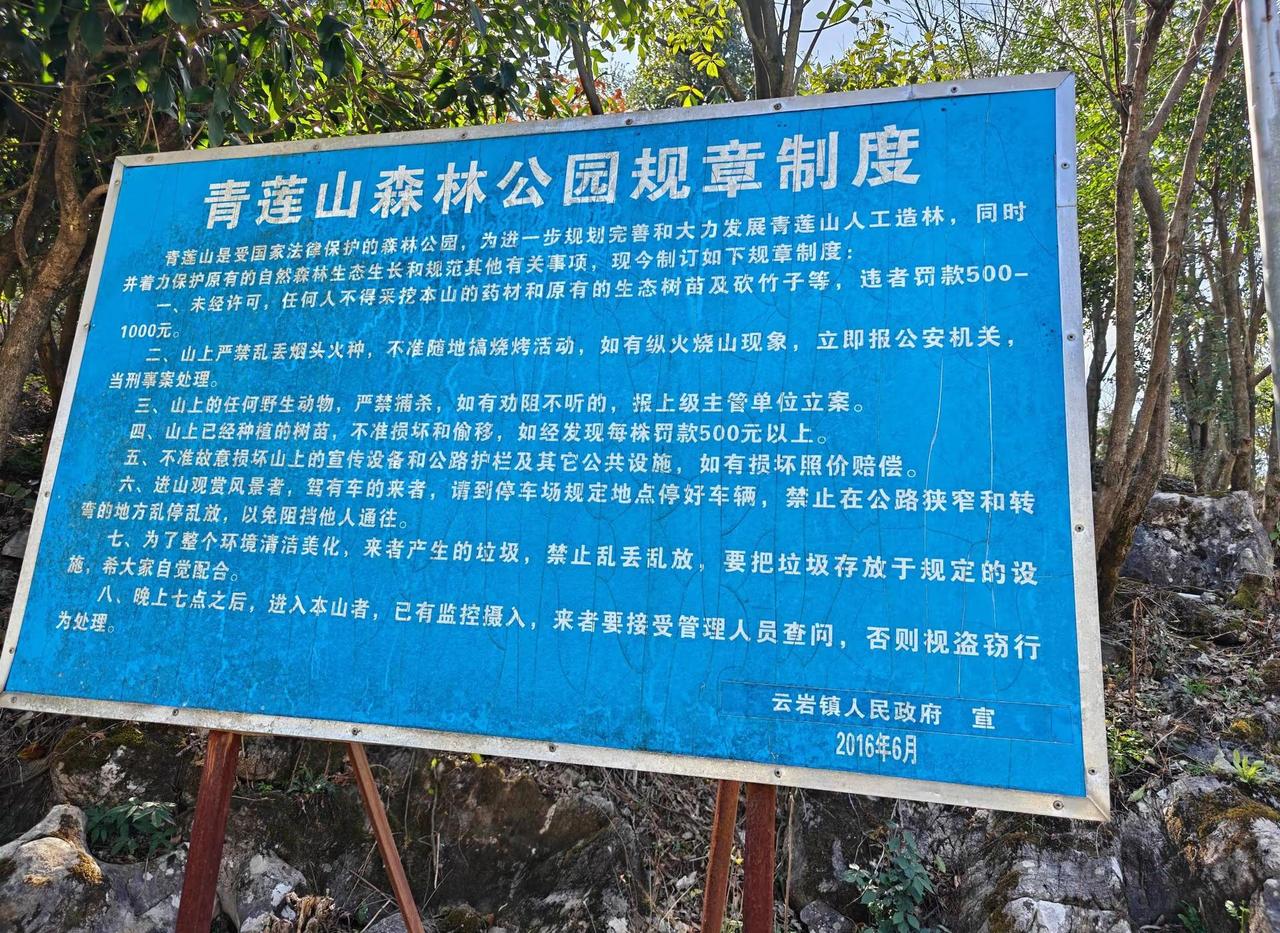 青莲山森林公园规章制度
青莲山是受国家法律保护的森林公园，为进一步规划完善和大力发展青莲山人工造林，同时
并着力保护原有的自然森林生态生长和规范其他有关事项，现今制订如下规章制度：
一、未经许可，任何人不得采挖本山的药材和原有的生态树苗及砍竹子等，违者罚款500-
1000元。
二、山上严禁乱丢烟头火种，不准随地搞烧烤活动，如有纵火烧山现象，立即报公安机关，
当刑事案处理。
三、山上的任何野生动物，严禁捕杀，如有劝阻不听的，报上级主管单位立案。
四、山上已经种植的树苗，不准损坏和偷移，如经发现每株罚款500元以上。
五、不准故意损坏山上的宣传设备和公路护栏及其它公共设施，如有损坏照价赔偿。
六、进山观赏风景者，驾有车的来者，请到停车场规定地点停好车辆，禁止在公路狭窄和转
弯的地方乱停乱放，以免阻挡他人通往。
七、为了整个环境清洁美化，来者产生的垃圾，禁止乱丢乱放，要把垃圾存放于规定的设
施，希大家自觉配合。
八、晚上七点之后，进入本山者，已有监控摄入，来者要接受管理人员查问，否则视盗窃行
为处理。
云岩镇人民政府 宣
2016年6月